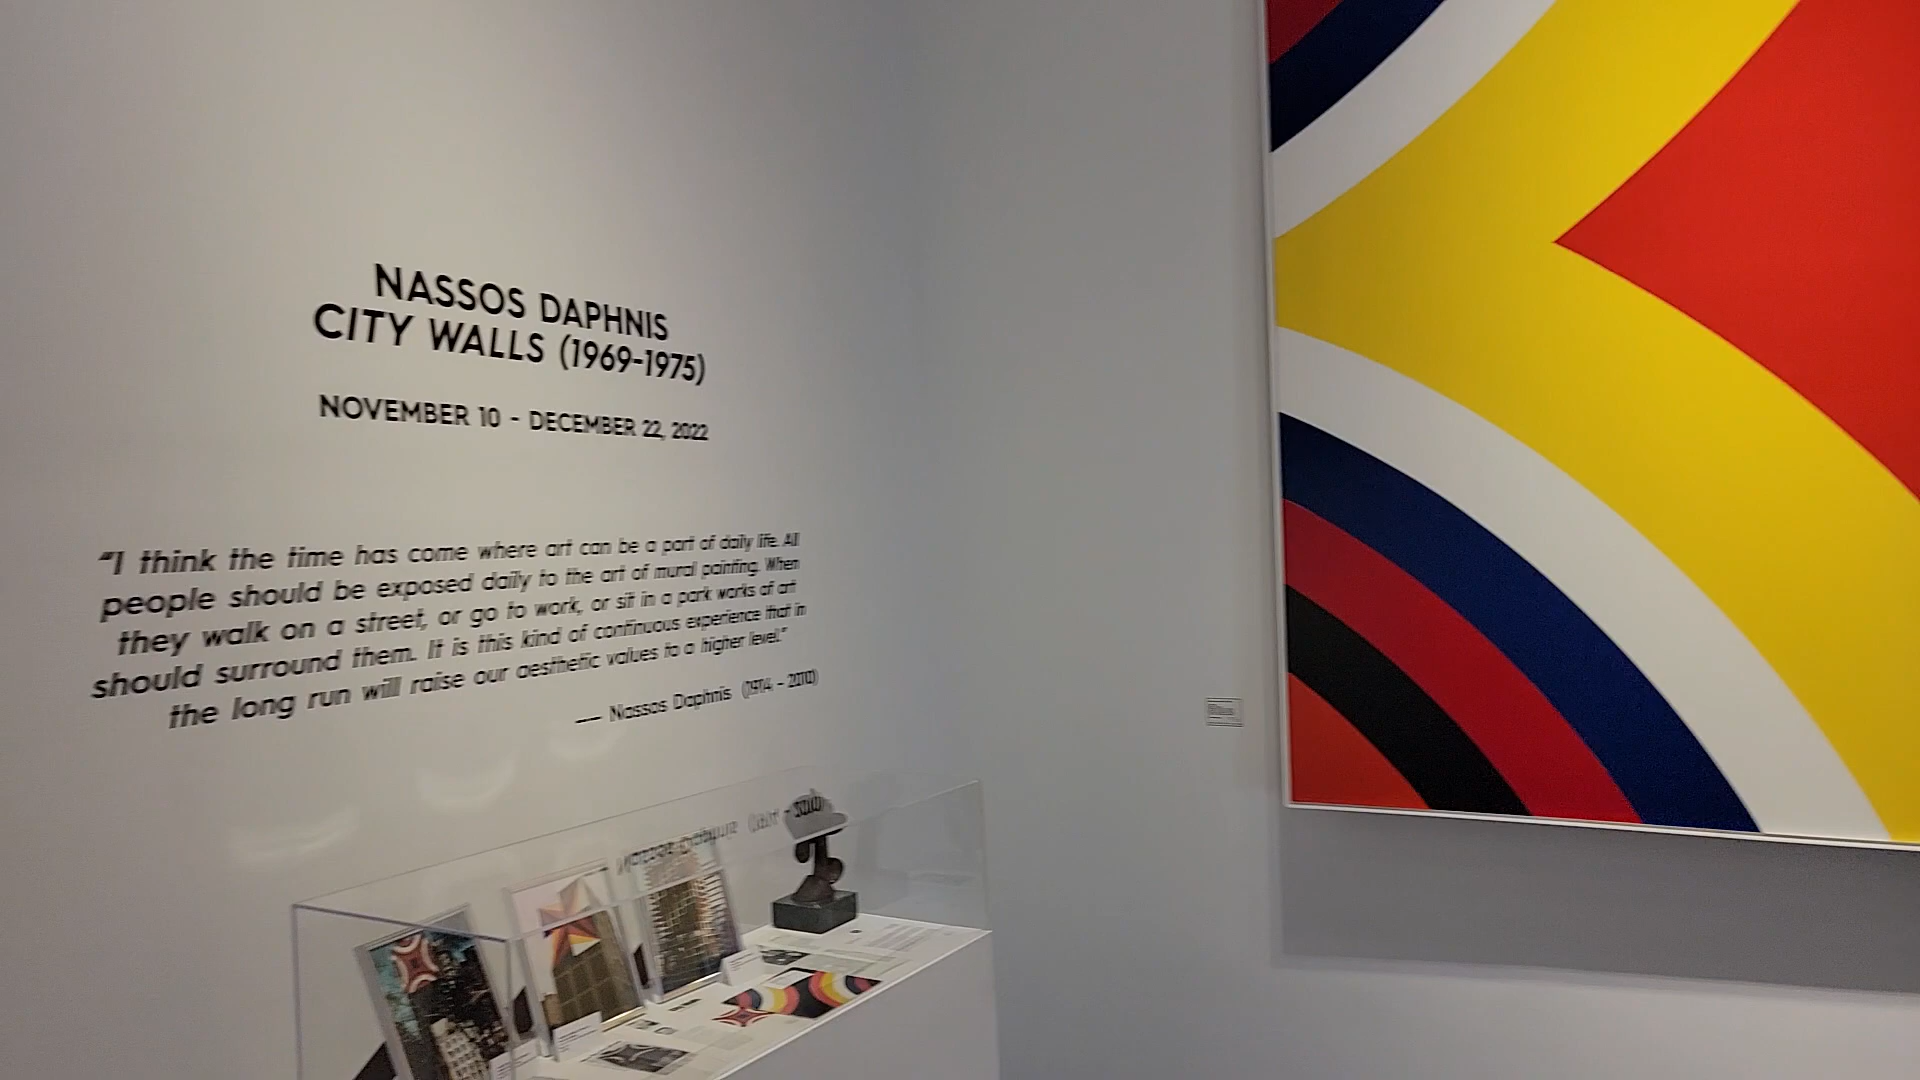 NASSOS DAPHNIS
CITY WALLS (1969-1975)
NOVEMBER 10 - DECEMBER 22, 2022
"I think the time has come where art can be a part of daily life. All
people should be exposed daily to the art of mural painting. When
they walk on a street, or go to work, or sit in a park works of art
should surround them. It is this kind of continuous experience that in
the long run will raise our aesthetic values to a higher level."
— Nassos Daphnis (1914 - 2010)